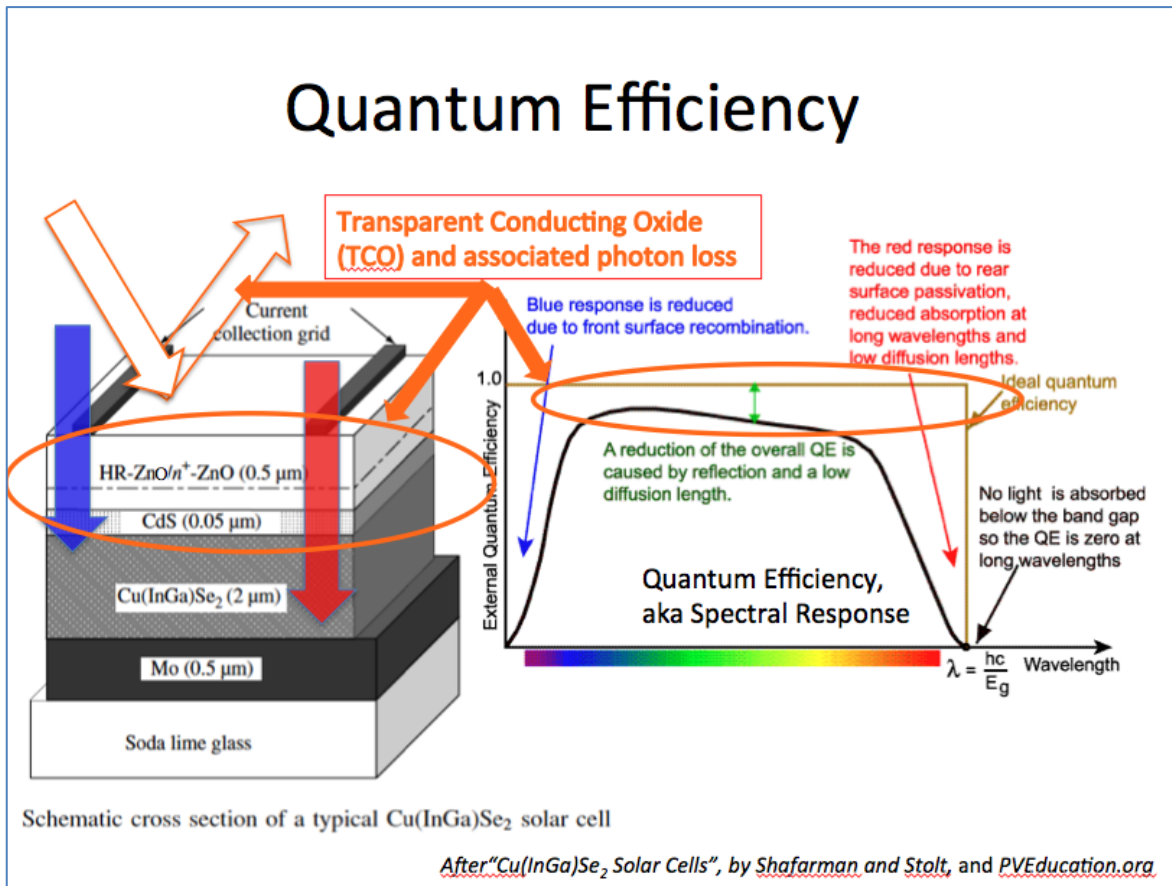 Quantum Efficiency
Transparent Conducting Oxide
(TCO) and associated photon loss
Current
collection grid
HR-ZnO/n⁺-ZnO (0.5 μm)
CdS (0.05 μm)
Cu(InGa)Se₂ (2 μm)
Mo (0.5 μm)
Soda lime glass
Schematic cross section of a typical Cu(InGa)Se₂ solar cell
Blue response is reduced
due to front surface recombination.
The red response is
reduced due to rear
surface passivation,
reduced absorption at
long wavelengths and
low diffusion lengths.
1.0
Ideal quantum
efficiency
External Quantum Efficiency
A reduction of the overall QE is
caused by reflection and a low
diffusion length.
No light is absorbed
below the band gap
so the QE is zero at
long wavelengths
Quantum Efficiency,
aka Spectral Response
λ = hc/E_g
Wavelength
After“Cu(InGa)Se₂ Solar Cells”, by Shafarman and Stolt, and PVEducation.org